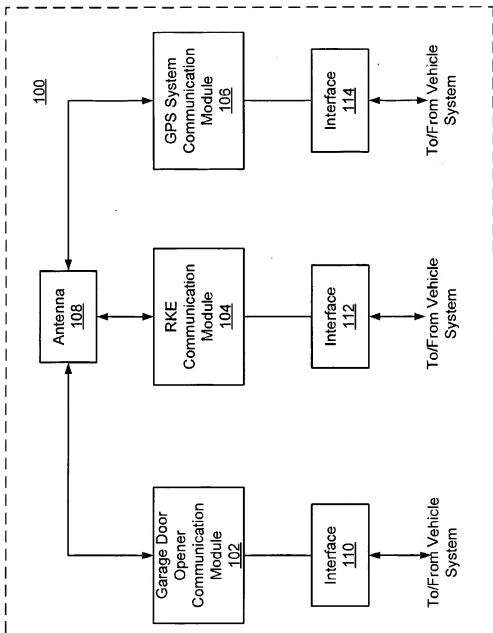 100
Antenna
108
Garage Door
Opener
Communication
Module
102
RKE
Communication
Module
104
GPS System
Communication
Module
106
Interface
110
Interface
112
Interface
114
To/From Vehicle
System
To/From Vehicle
System
To/From Vehicle
System